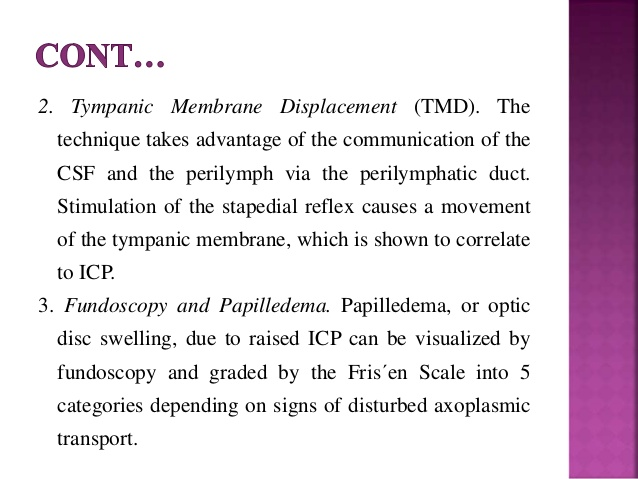 CONT…
2. Tympanic Membrane Displacement (TMD). The
technique takes advantage of the communication of the
CSF and the perilymph via the perilymphatic duct.
Stimulation of the stapedial reflex causes a movement
of the tympanic membrane, which is shown to correlate
to ICP.
3. Fundoscopy and Papilledema. Papilledema, or optic
disc swelling, due to raised ICP can be visualized by
fundoscopy and graded by the Fris´en Scale into 5
categories depending on signs of disturbed axoplasmic
transport.